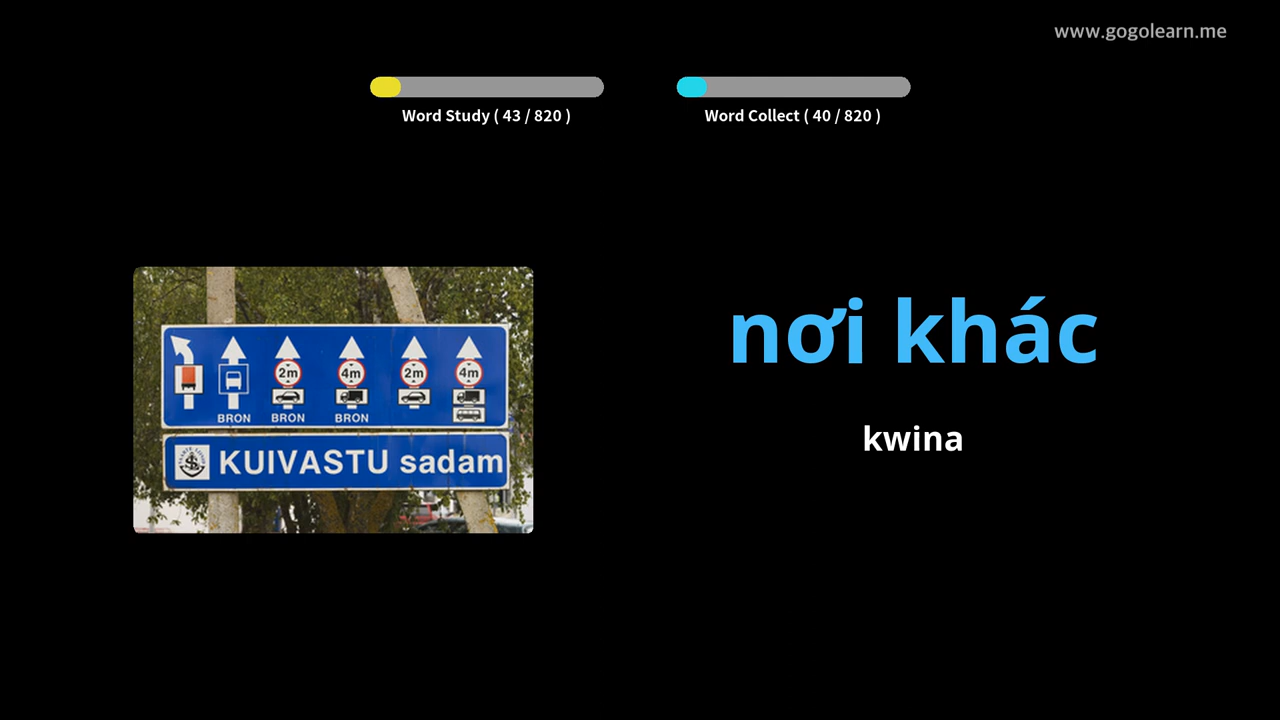 www.gogolearn.me
Word Study ( 43 / 820 )
Word Collect ( 40 / 820 )
2m 4m 2m 4m
BRON BRON BRON
KUIVASTU sadam
nơi khác
kwina